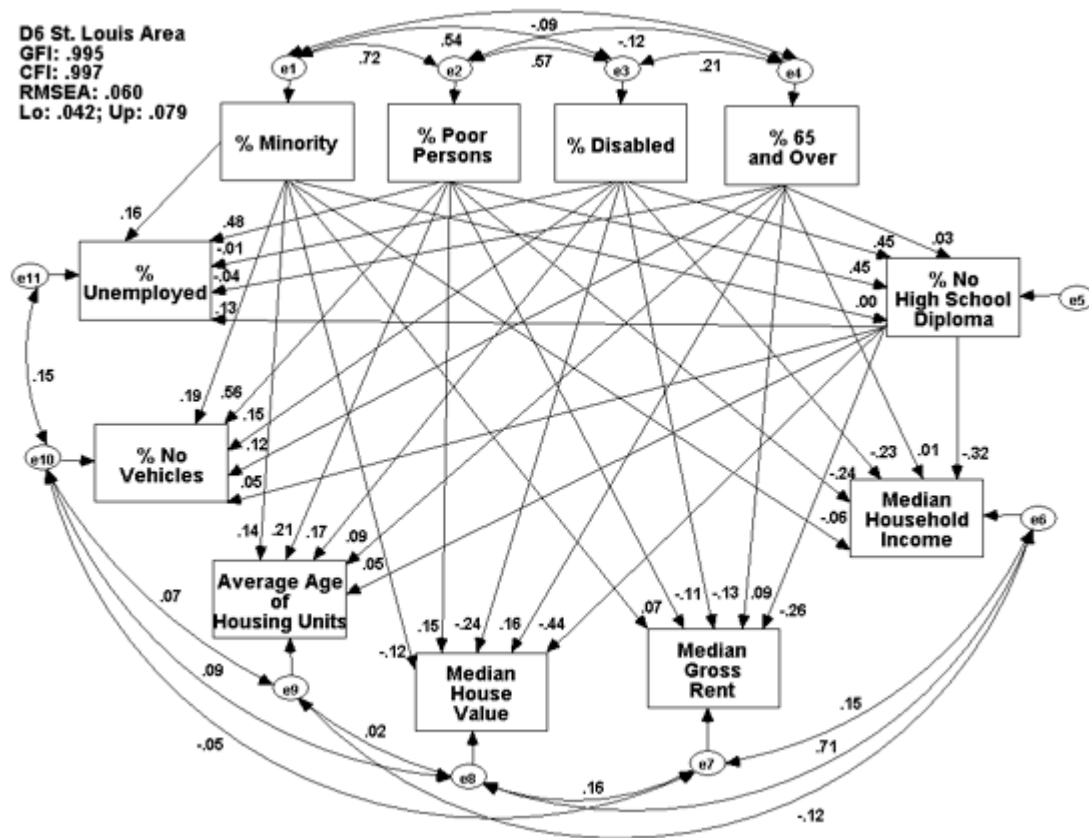 D6 St. Louis Area
GFI: .995
CFI: .997
RMSEA: .060
Lo: .042; Up: .079
-.09
.54
-.12
.72
.57
.21
e1
e2
e3
e4
% Minority
% Poor
Persons
% Disabled
% 65
and Over
.16
.48
-.01
-.04
.13
.45
.03
.45
.00
e11
%
Unemployed
% No
High School
Diploma
e5
.15
.19
.56
.15
.12
.05
e10
% No
Vehicles
-.23
.01
-.32
-.24
-.06
Median
Household
Income
e6
.14
.21
.17
.09
.05
Average Age
of
Housing Units
.07
-.12
.15
-.24
.16
-.44
.07
-.11
-.13
.09
-.26
Median
House
Value
Median
Gross
Rent
.09
e9
.02
-.05
e8
.16
e7
.15
.71
-.12